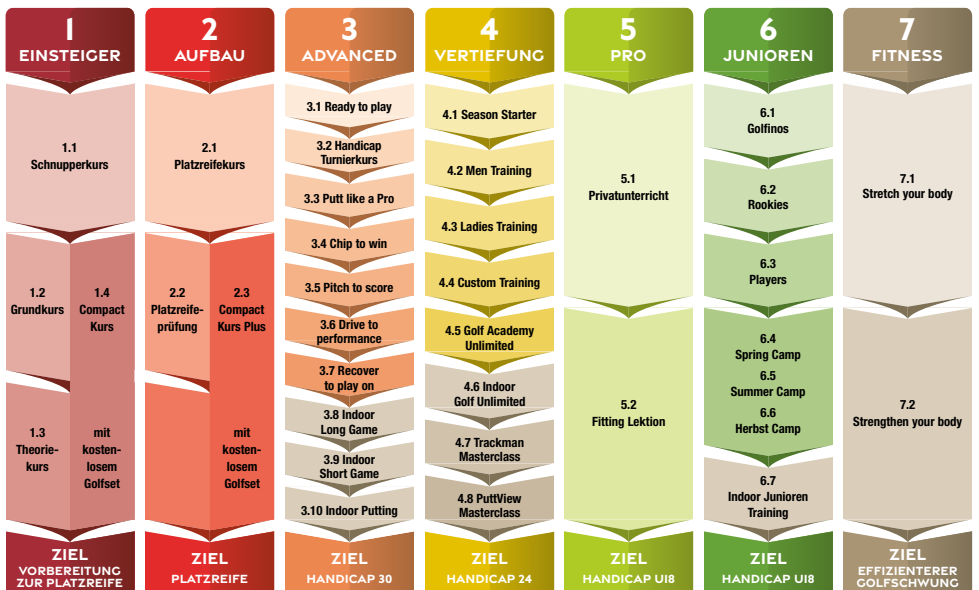 1
EINSTEIGER
1.1
Schnupperkurs
1.2
Grundkurs
1.3
Theorie-
kurs
1.4
Compact
Kurs
mit
kosten-
losem
Golfset
ZIEL
VORBEREITUNG
ZUR PLATZREIFE
2
AUFBAU
2.1
Platzreifekurs
2.2
Platzreife-
prüfung
2.3
Compact
Kurs Plus
mit
kosten-
losem
Golfset
ZIEL
PLATZREIFE
3
ADVANCED
3.1 Ready to play
3.2 Handicap
Turnierkurs
3.3 Putt like a Pro
3.4 Chip to win
3.5 Pitch to score
3.6 Drive to
performance
3.7 Recover
to play on
3.8 Indoor
Long Game
3.9 Indoor
Short Game
3.10 Indoor Putting
ZIEL
HANDICAP 30
4
VERTIEFUNG
4.1 Season Starter
4.2 Men Training
4.3 Ladies Training
4.4 Custom Training
4.5 Golf Academy
Unlimited
4.6 Indoor
Golf Unlimited
4.7 Trackman
Masterclass
4.8 PuttView
Masterclass
ZIEL
HANDICAP 24
5
PRO
5.1
Privatunterricht
5.2
Fitting Lektion
ZIEL
HANDICAP U18
6
JUNIOREN
6.1
Golfinos
6.2
Rookies
6.3
Players
6.4
Spring Camp
6.5
Summer Camp
6.6
Herbst Camp
6.7
Indoor Junioren
Training
ZIEL
HANDICAP U18
7
FITNESS
7.1
Stretch your body
7.2
Strengthen your body
ZIEL
EFFIZIENTERER
GOLFSCHWUNG